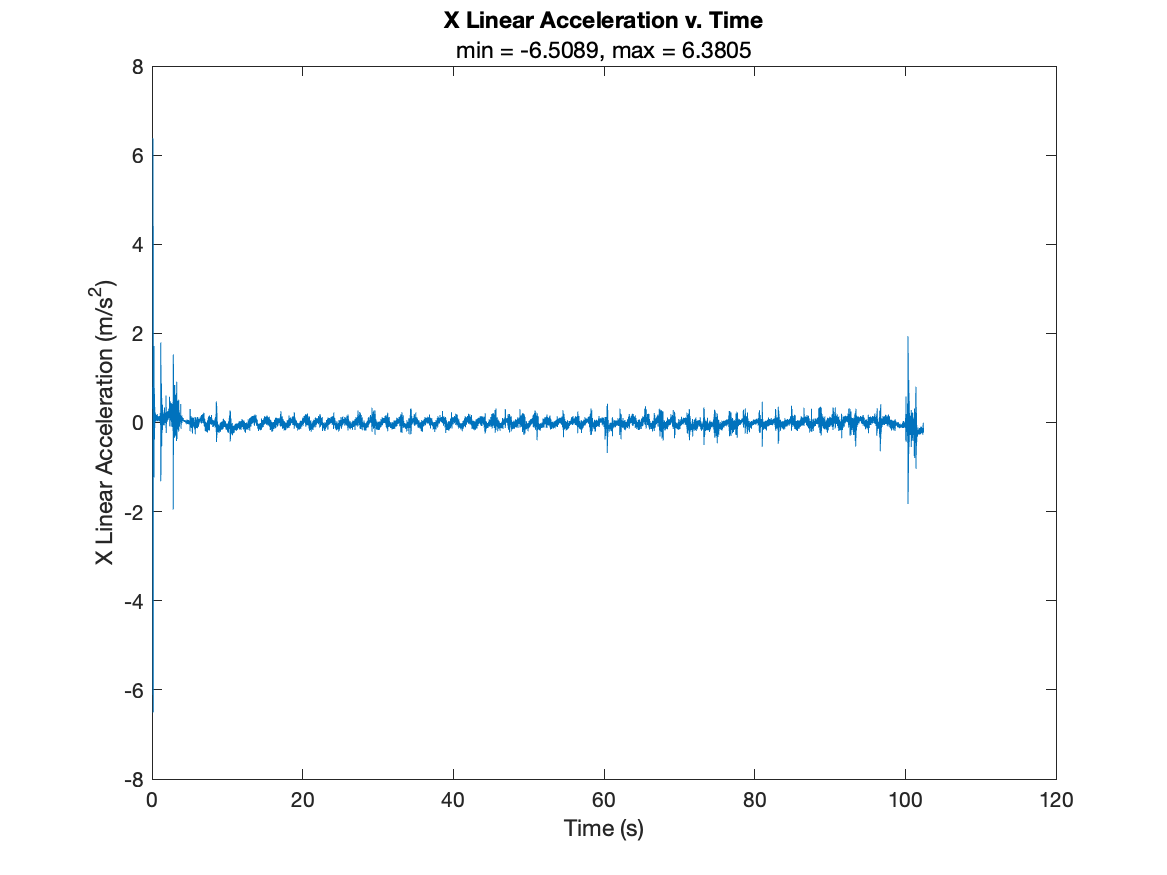 X Linear Acceleration v. Time
min = -6.5089, max = 6.3805
8
6
4
2
0
-2
-4
-6
-8
X Linear Acceleration (m/s²)
0 20 40 60 80 100 120
Time (s)